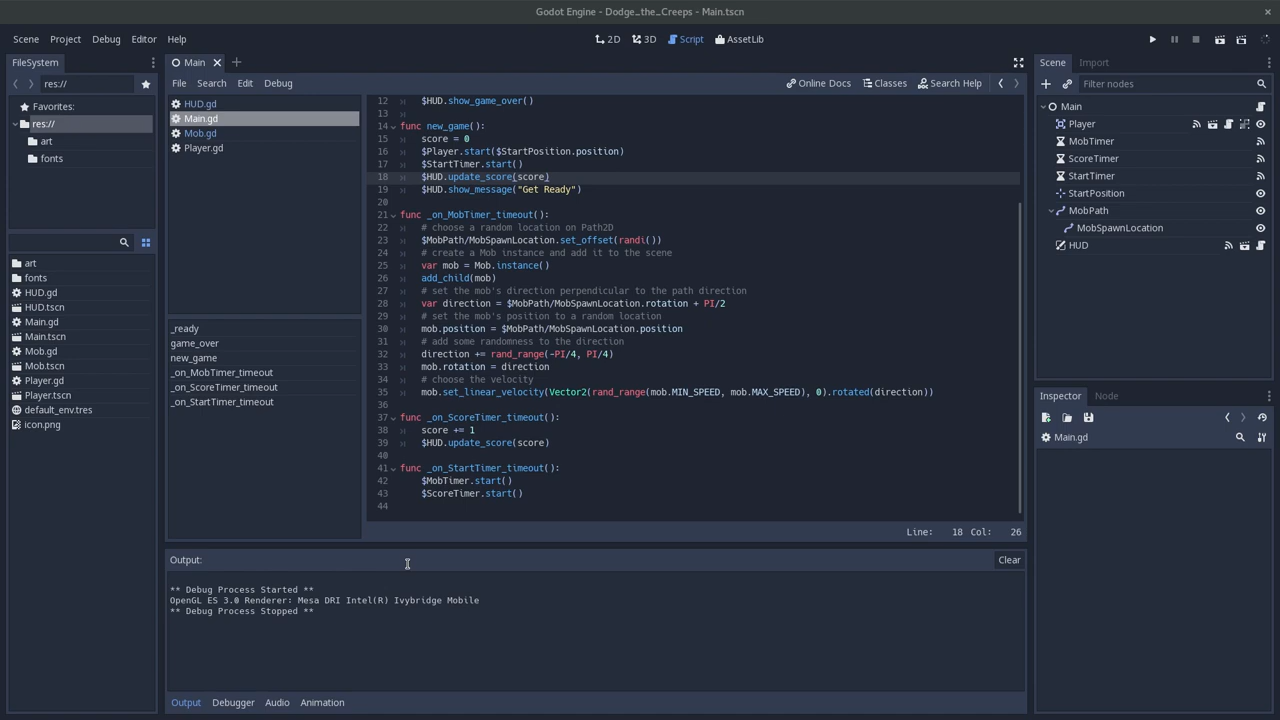 Godot Engine - Dodge_the_Creeps - Main.tscn
Scene Project Debug Editor Help
2D 3D Script AssetLib
FileSystem
res://
Favorites:
res://
art
fonts
art
fonts
HUD.gd
HUD.tscn
Main.gd
Main.tscn
Mob.gd
Mob.tscn
Player.gd
Player.tscn
default_env.tres
icon.png
Main
File Search Edit Debug
Online Docs Classes Search Help
HUD.gd
Main.gd
Mob.gd
Player.gd
_ready
game_over
new_game
_on_MobTimer_timeout
_on_ScoreTimer_timeout
_on_StartTimer_timeout
12 $HUD.show_game_over()
13
14 func new_game():
15 score = 0
16 $Player.start($StartPosition.position)
17 $StartTimer.start()
18 $HUD.update_score(score)
19 $HUD.show_message("Get Ready")
20
21 func _on_MobTimer_timeout():
22 # choose a random location on Path2D
23 $MobPath/MobSpawnLocation.set_offset(randi())
24 # create a Mob instance and add it to the scene
25 var mob = Mob.instance()
26 add_child(mob)
27 # set the mob's direction perpendicular to the path direction
28 var direction = $MobPath/MobSpawnLocation.rotation + PI/2
29 # set the mob's position to a random location
30 mob.position = $MobPath/MobSpawnLocation.position
31 # add some randomness to the direction
32 direction += rand_range(-PI/4, PI/4)
33 mob.rotation = direction
34 # choose the velocity
35 mob.set_linear_velocity(Vector2(rand_range(mob.MIN_SPEED, mob.MAX_SPEED), 0).rotated(direction))
36
37 func _on_ScoreTimer_timeout():
38 score += 1
39 $HUD.update_score(score)
40
41 func _on_StartTimer_timeout():
42 $MobTimer.start()
43 $ScoreTimer.start()
44
Line: 18 Col: 26
Output:
Clear
** Debug Process Started **
OpenGL ES 3.0 Renderer: Mesa DRI Intel(R) Ivybridge Mobile
** Debug Process Stopped **
Output Debugger Audio Animation
Scene Import
Filter nodes
Main
Player
MobTimer
ScoreTimer
StartTimer
StartPosition
MobPath
MobSpawnLocation
HUD
Inspector Node
Main.gd